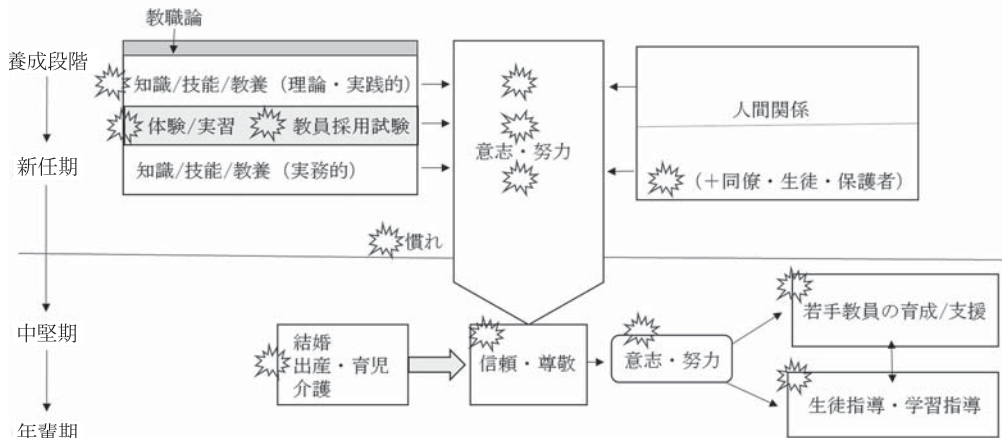 教職論
養成段階
知識/技能/教養（理論・実践的）
体験/実習
教員採用試験
人間関係
意志・努力
新任期
知識/技能/教養（実務的）
（＋同僚・生徒・保護者）
慣れ
中堅期
結婚
出産・育児
介護
信頼・尊敬
意志・努力
若手教員の育成/支援
生徒指導・学習指導
年輩期